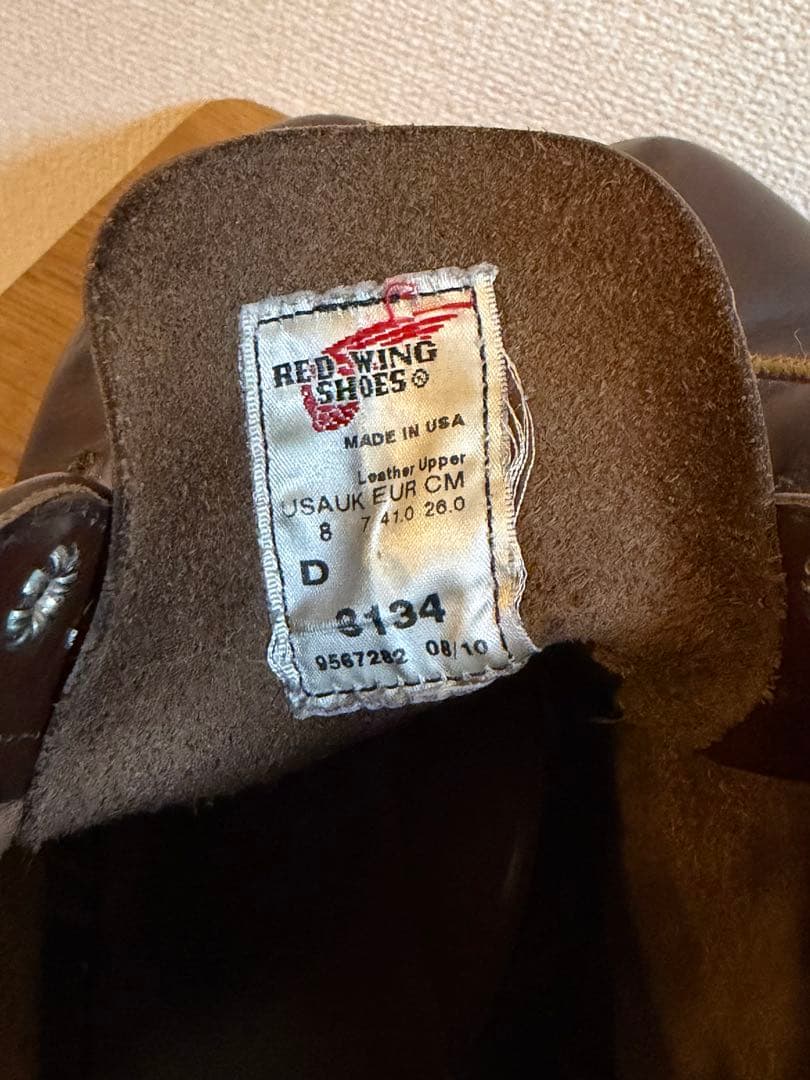 RED WING
SHOES®
MADE IN USA
Leather Upper
USA UK EUR CM
8 7 41.0 26.0
D
8134
9567282 08/10